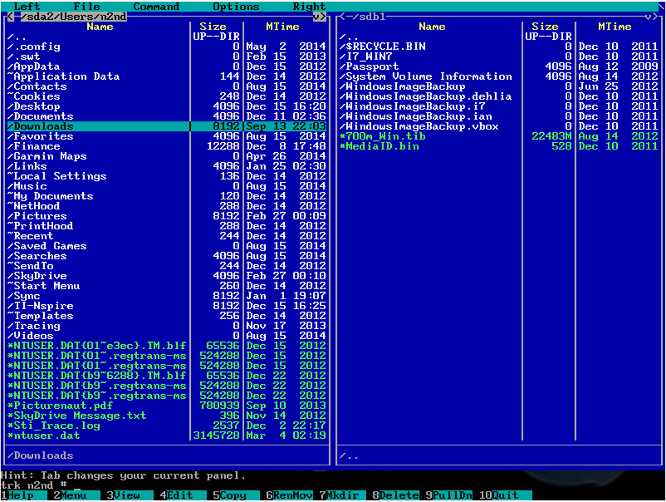 Left File Command Options Right
/sda2/Users/n2nd v>
Name Size MTime
/.. UP--DIR
/.config 0 May 2 2014
/.swt 0 Feb 15 2013
/AppData 0 Dec 15 2012
~Application Data 144 Dec 14 2012
/Contacts 0 Aug 15 2014
~Cookies 248 Dec 14 2012
/Desktop 4096 Dec 15 16:20
/Documents 4096 Dec 11 02:36
/Downloads 8192 Sep 13 22:03
/Favorites 4096 Aug 15 2014
/Finance 12288 Dec 8 17:48
/Garmin Maps 0 Apr 26 2014
/Links 4096 Jan 25 02:30
~Local Settings 136 Dec 14 2012
/Music 0 Aug 15 2014
~My Documents 120 Dec 14 2012
~NetHood 288 Dec 14 2012
/Pictures 8192 Feb 27 00:09
~PrintHood 288 Dec 14 2012
~Recent 244 Dec 14 2012
/Saved Games 0 Aug 15 2014
/Searches 4096 Aug 15 2014
~SendTo 244 Dec 14 2012
/SkyDrive 4096 Feb 27 00:10
~Start Menu 260 Dec 14 2012
/Sync 8192 Jan 1 19:07
/TI-Nspire 8192 Dec 15 16:25
~Templates 256 Dec 14 2012
/Tracing 0 Nov 17 2013
/Videos 0 Aug 15 2014
*NTUSER.DAT{01~e3ec}.TM.blf 65536 Dec 15 2012
*NTUSER.DAT{01~.regtrans-ms 524288 Dec 15 2012
*NTUSER.DAT{01~.regtrans-ms 524288 Dec 15 2012
*NTUSER.DAT{b9~6288}.TM.blf 65536 Dec 22 2012
*NTUSER.DAT{b9~.regtrans-ms 524288 Dec 22 2012
*NTUSER.DAT{b9~.regtrans-ms 524288 Dec 22 2012
*Picturenaut.pdf 780939 Sep 10 2013
*SkyDrive Message.txt 396 Nov 14 2012
*Sti_Trace.log 2537 Dec 2 22:17
*ntuser.dat 3145728 Mar 4 02:19
/Downloads
<-/sdb1 v>
Name Size MTime
/.. UP--DIR
/$RECYCLE.BIN 0 Dec 10 2011
/I7_WIN7 0 Dec 10 2011
/Passport 4096 Aug 12 2009
/System Volume Information 4096 Aug 14 2012
/WindowsImageBackup 0 Jun 25 2012
/WindowsImageBackup.dehlia 0 Dec 10 2011
/WindowsImageBackup.i7 0 Dec 10 2011
/WindowsImageBackup.ian 0 Dec 10 2011
/WindowsImageBackup.vbox 0 Dec 10 2011
*700m_Win.tib 22483M Aug 14 2012
*MediaID.bin 528 Dec 10 2011
/..
Hint: Tab changes your current panel.
trk n2nd # _
1Help 2Menu 3View 4Edit 5Copy 6RenMov 7Mkdir 8Delete 9PullDn 10Quit